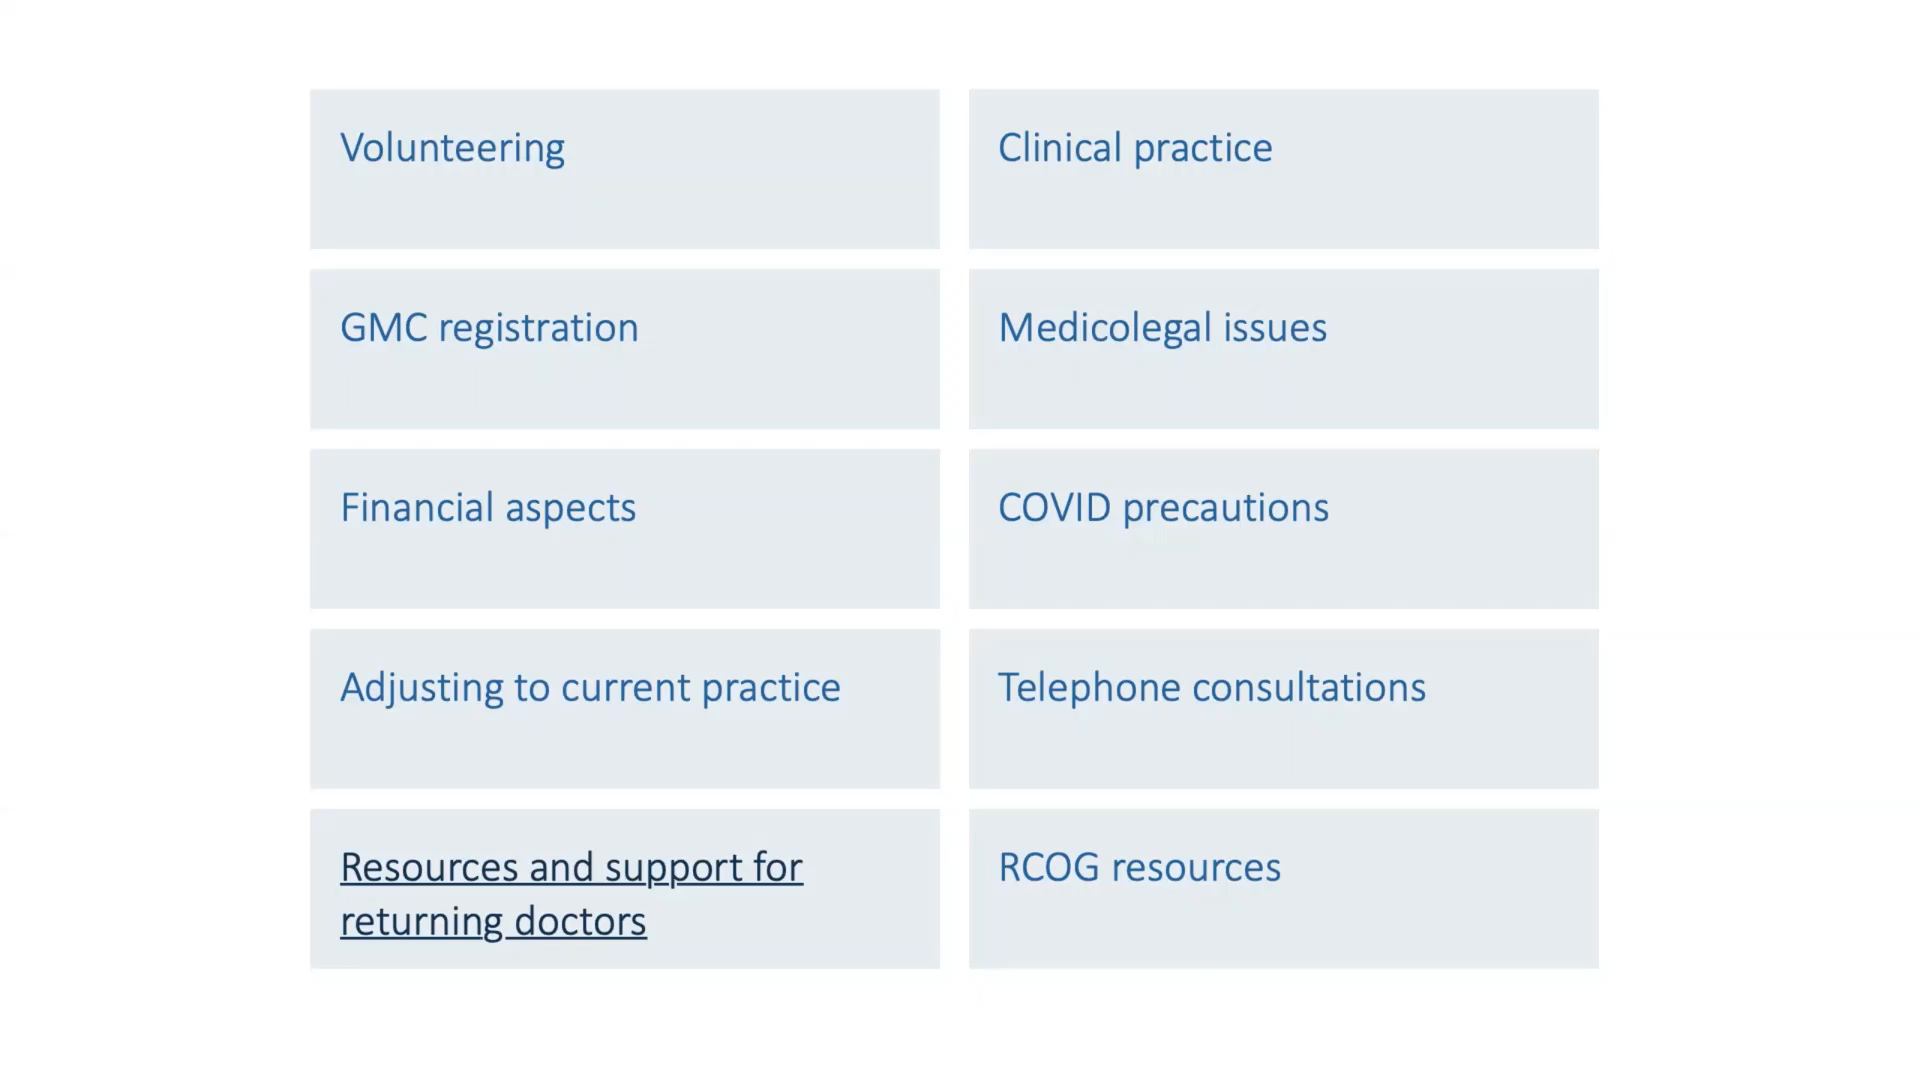 Volunteering
Clinical practice
GMC registration
Medicolegal issues
Financial aspects
COVID precautions
Adjusting to current practice
Telephone consultations
Resources and support for
returning doctors
RCOG resources